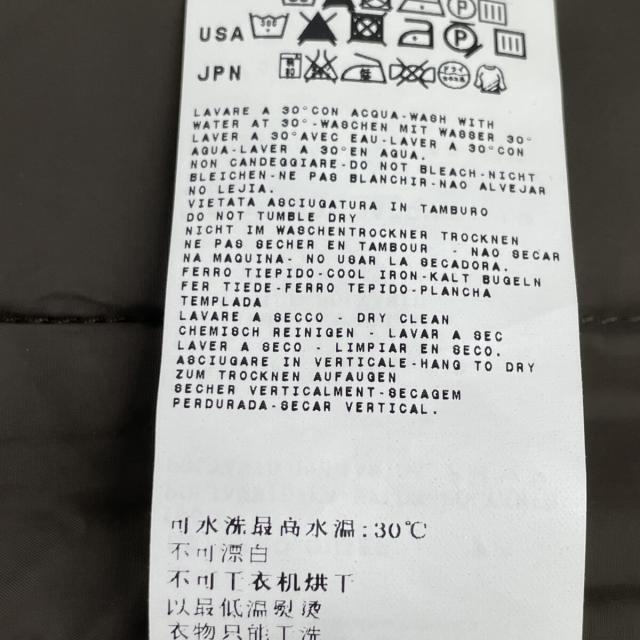 USA
JPN
LAVARE A 30°CON ACQUA-WASH WITH
WATER AT 30°-WASCHEN MIT WASSER 30°
LAVER A 30°AVEC EAU-LAVER A 30°CON
AGUA-LAVER A 30°EN AGUA.
NON CANDEGGIARE-DO NOT BLEACH-NICHT
BLEICHEN-NE PAS BLANCHIR-NAO ALVEJAR
NO LEJIA.
VIETATA ASCIUGATURA IN TAMBURO
DO NOT TUMBLE DRY
NICHT IM WASCHENTROCKNER TROCKNEN
NE PAS SECHER EN TAMBOUR - NAO SECAR
NA MAQUINA- NO USAR LA SECADORA.
FERRO TIEPIDO-COOL IRON-KALT BUGELN
FER TIEDE-FERRO TEPIDO-PLANCHA
TEMPLADA
LAVARE A SECCO - DRY CLEAN
CHEMISCH REINIGEN - LAVAR A SEC
LAVER A SECO - LIMPIAR EN SECO.
ASCIUGARE IN VERTICALE-HANG TO DRY
ZUM TROCKNEN AUFAUGEN
SECHER VERTICALMENT-SECAGEM
PERDURADA-SECAR VERTICAL.
可水洗最高水温:30℃
不可漂白
不可干衣机烘干
以最低温熨烫
衣物只能干洗